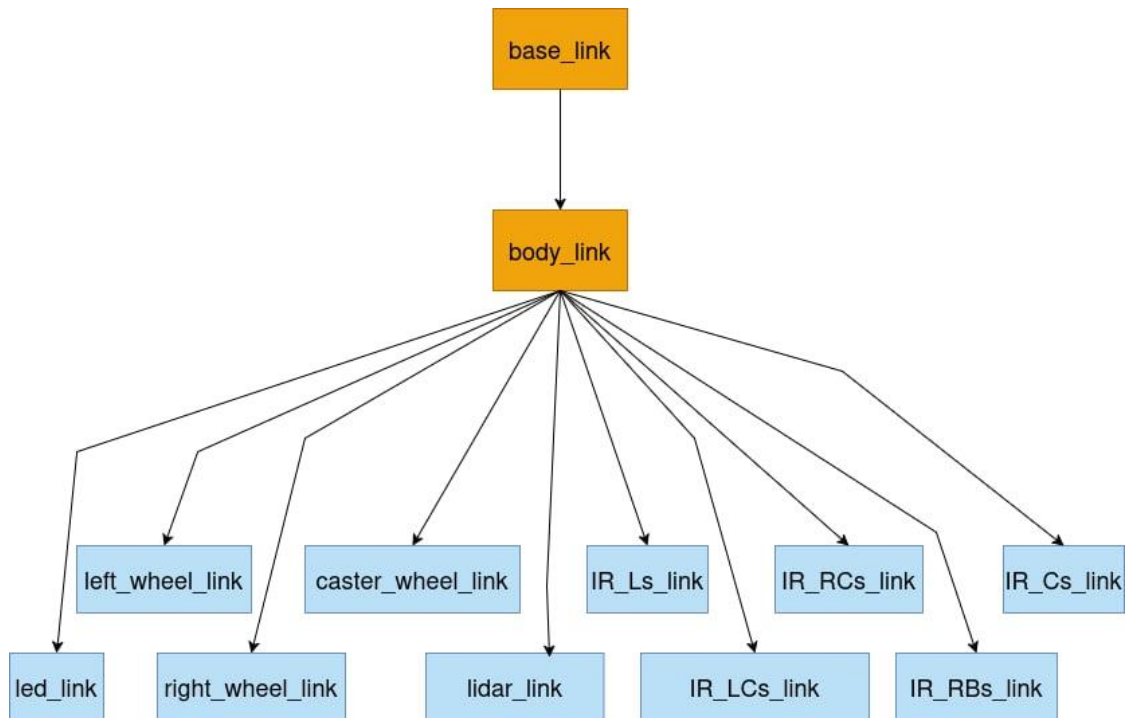 base_link
body_link
left_wheel_link
caster_wheel_link
IR_Ls_link
IR_RCs_link
IR_Cs_link
led_link
right_wheel_link
lidar_link
IR_LCs_link
IR_RBs_link